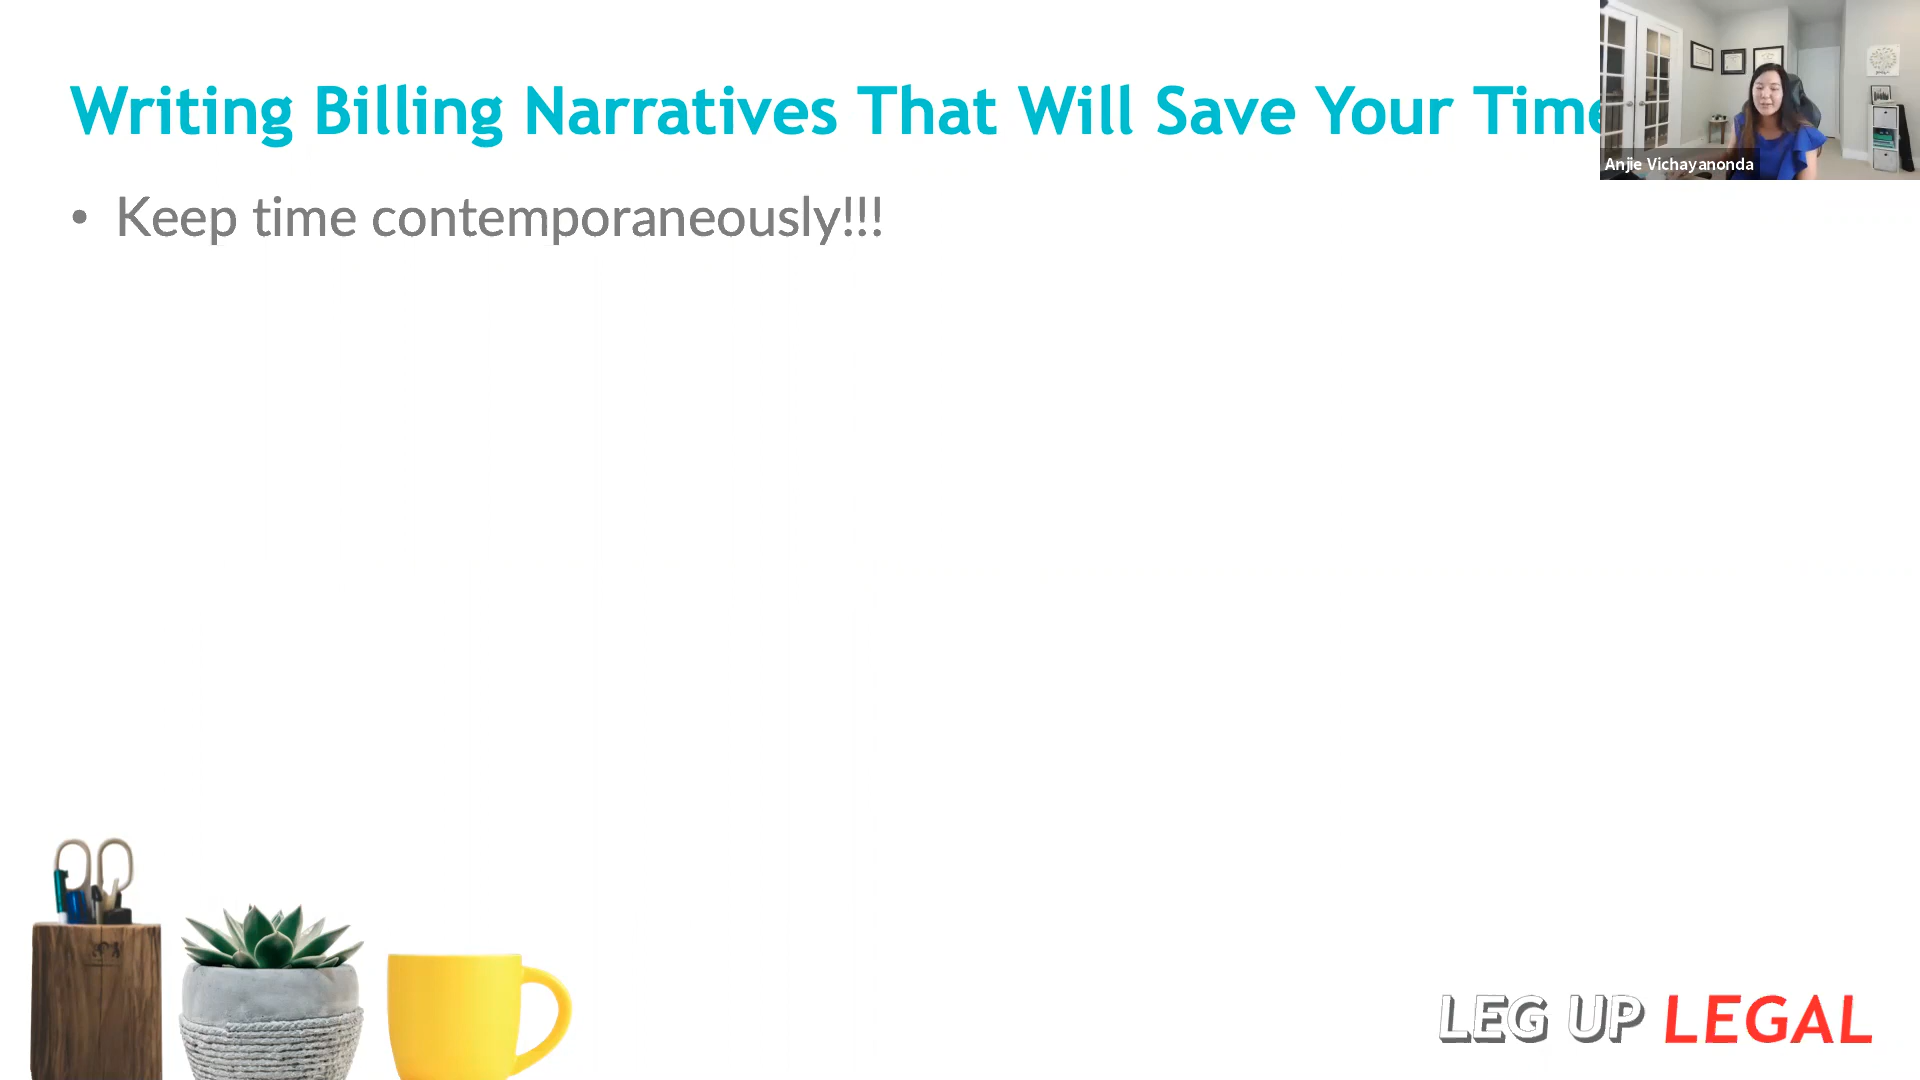 Writing Billing Narratives That Will Save Your Time
• Keep time contemporaneously!!!
Anjie Vichayanonda
LEG UP LEGAL